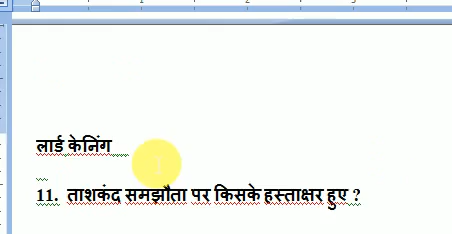 लार्ड केनिंग
11. ताशकंद समझौता पर किसके हस्ताक्षर हुए ?